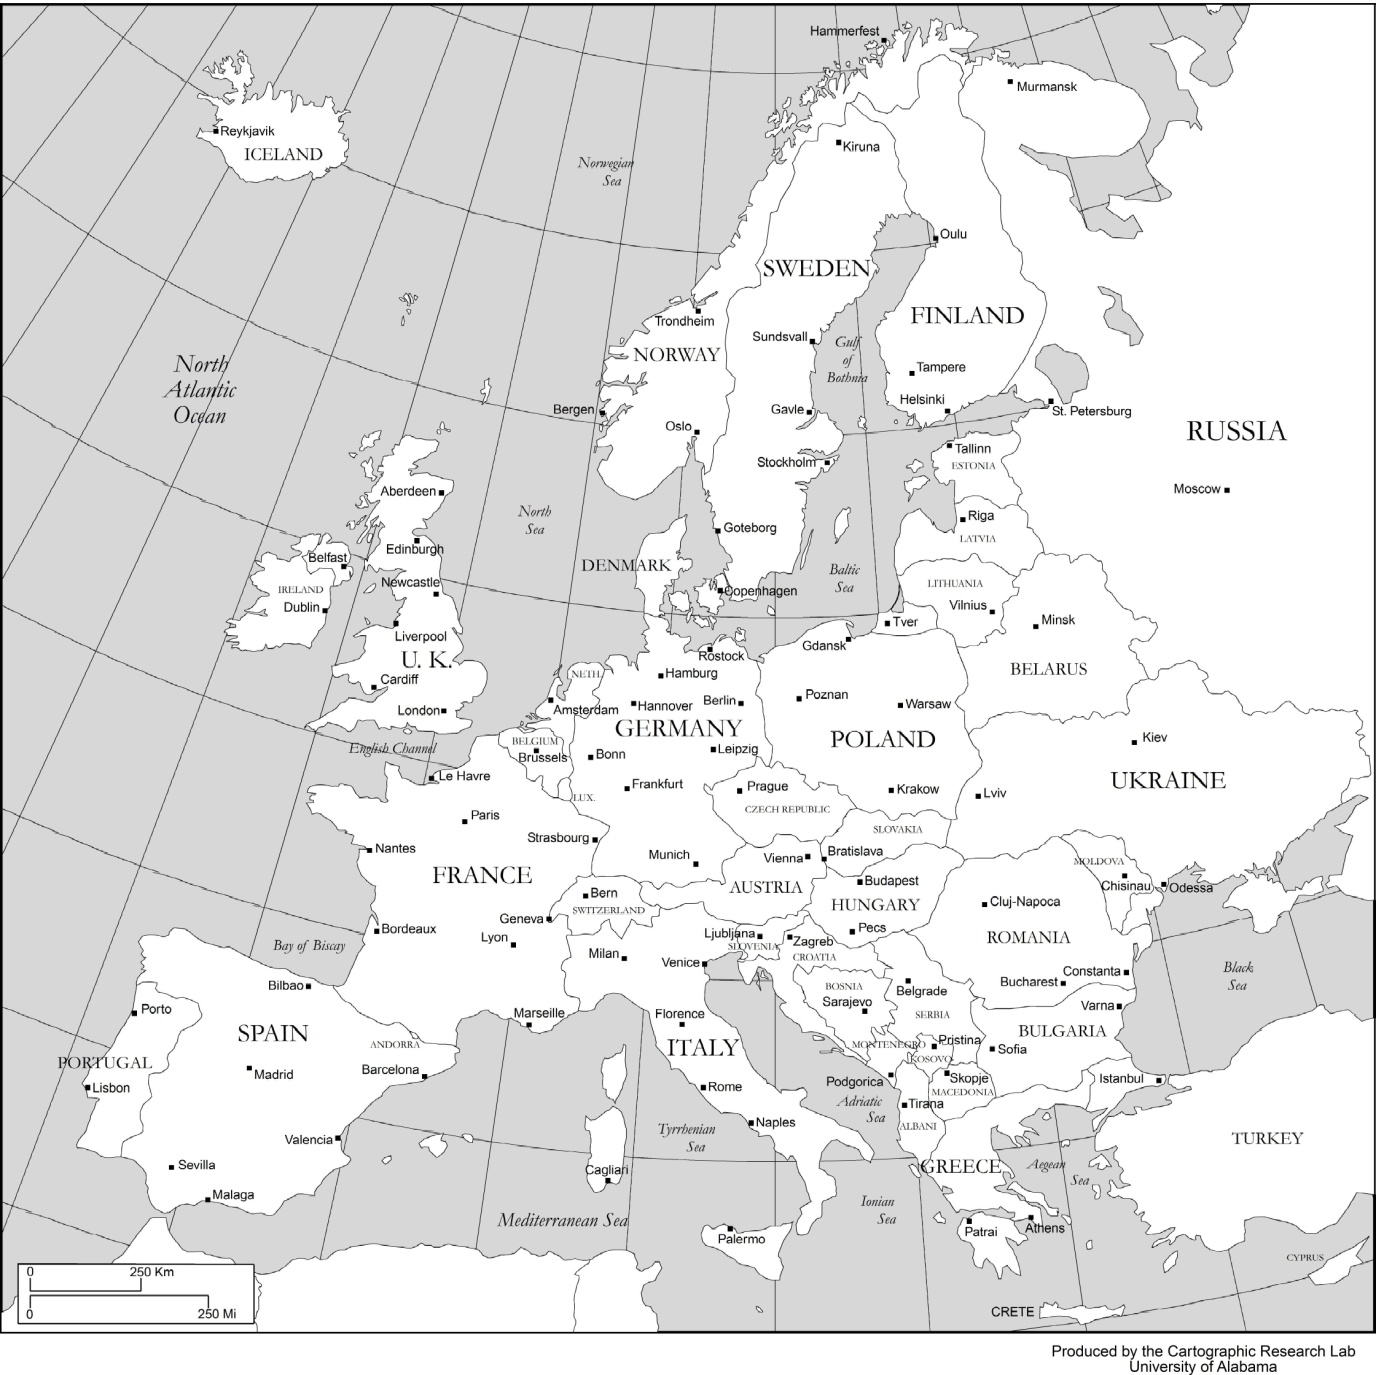 Hammerfest
Murmansk
Reykjavik
ICELAND
Kiruna
Norwegian
Sea
Oulu
SWEDEN
FINLAND
Trondheim
Sundsvall
NORWAY
Gulf
of
Bothnia
North
Atlantic
Ocean
Tampere
Bergen
Gavle
Helsinki
St. Petersburg
Oslo
RUSSIA
Tallinn
ESTONIA
Stockholm
Aberdeen
Moscow
North
Sea
Goteborg
Riga
LATVIA
Edinburgh
Belfast
DENMARK
Baltic
Sea
LITHUANIA
Newcastle
IRELAND
Copenhagen
Dublin
Vilnius
Tver
Minsk
Liverpool
Gdansk
U. K.
Rostock
NETH.
Hamburg
BELARUS
Cardiff
Poznan
London
Amsterdam
Hannover
Berlin
Warsaw
GERMANY
English Channel
BELGIUM
Brussels
Bonn
Leipzig
POLAND
Kiev
Le Havre
UKRAINE
Frankfurt
Prague
Krakow
Lviv
LUX.
CZECH REPUBLIC
Paris
Strasbourg
SLOVAKIA
Nantes
Munich
Vienna
Bratislava
MOLDOVA
FRANCE
AUSTRIA
Budapest
Chisinau
Odessa
Bern
SWITZERLAND
HUNGARY
Cluj-Napoca
Geneva
Bordeaux
Lyon
Ljubljana
SLOVENIA
Zagreb
Pecs
ROMANIA
Bay of Biscay
Milan
Venice
CROATIA
Black
Sea
Bilbao
BOSNIA
Sarajevo
Belgrade
Bucharest
Constanta
Porto
Marseille
Florence
SERBIA
Varna
SPAIN
ANDORRA
ITALY
MONTENEGRO
Pristina
KOSOVO
BULGARIA
Sofia
PORTUGAL
Madrid
Barcelona
Lisbon
Rome
Podgorica
Skopje
MACEDONIA
Istanbul
Adriatic
Sea
Tirana
ALBANI
Naples
Valencia
Tyrrhenian
Sea
TURKEY
Sevilla
Cagliari
GREECE
Aegean
Sea
Malaga
Mediterranean Sea
Ionian
Sea
Palermo
Patrai
Athens
CYPRUS
0
250 Km
0
250 Mi
CRETE
Produced by the Cartographic Research Lab
University of Alabama